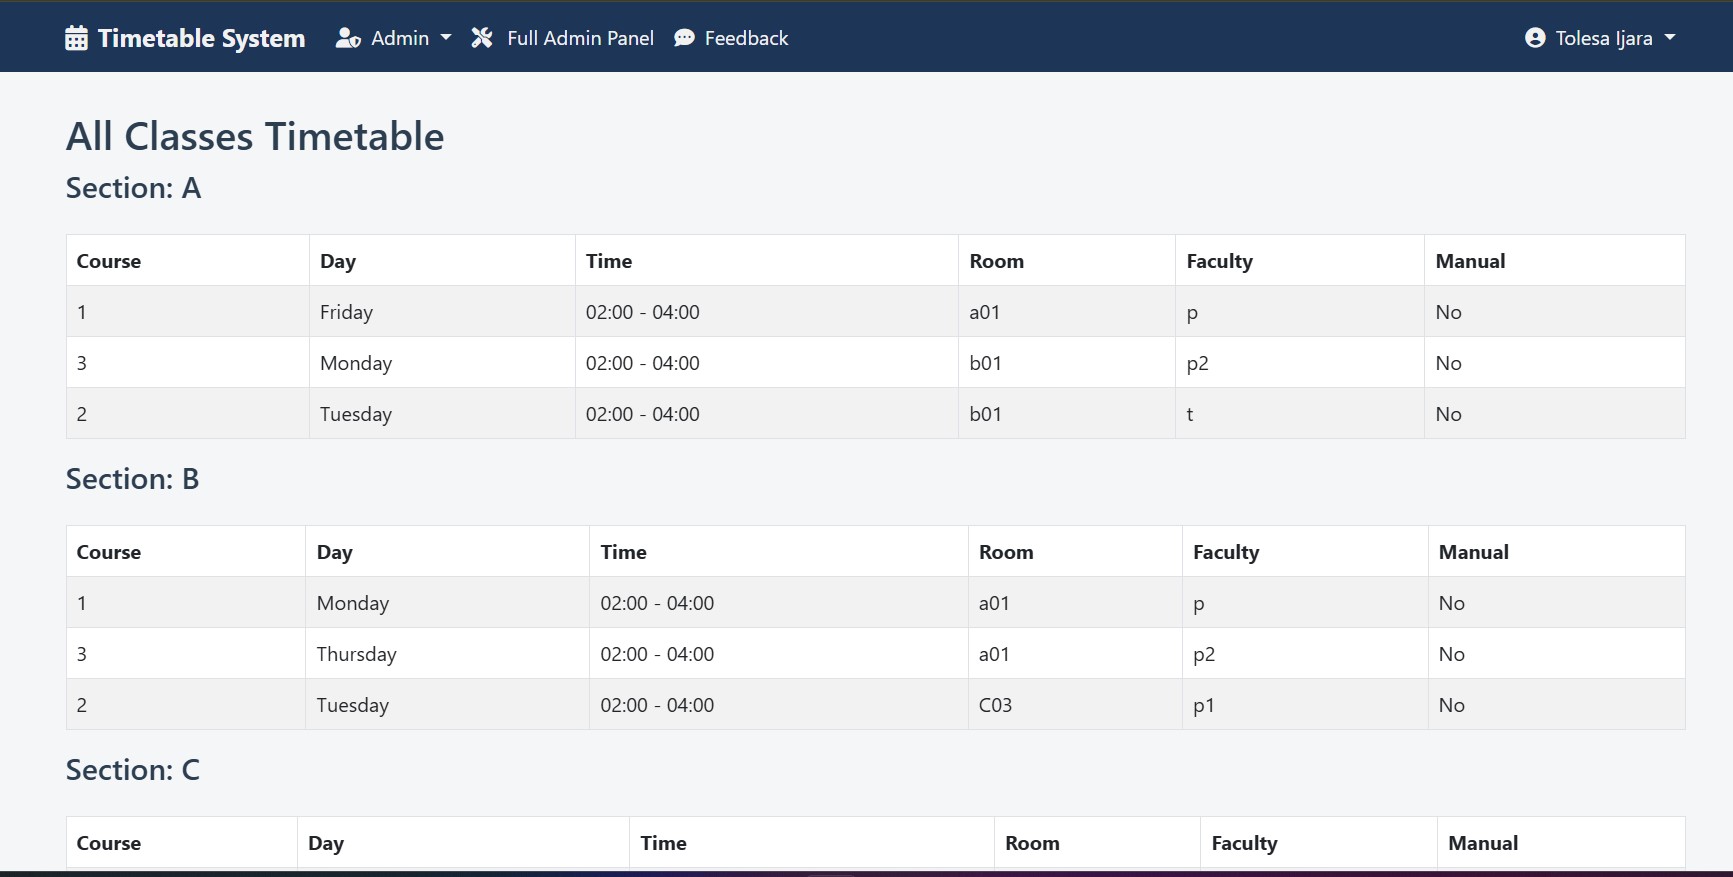 Timetable System Admin Full Admin Panel Feedback Tolesa Ijara
All Classes Timetable
Section: A
Course Day Time Room Faculty Manual
1 Friday 02:00 - 04:00 a01 p No
3 Monday 02:00 - 04:00 b01 p2 No
2 Tuesday 02:00 - 04:00 b01 t No
Section: B
Course Day Time Room Faculty Manual
1 Monday 02:00 - 04:00 a01 p No
3 Thursday 02:00 - 04:00 a01 p2 No
2 Tuesday 02:00 - 04:00 C03 p1 No
Section: C
Course Day Time Room Faculty Manual